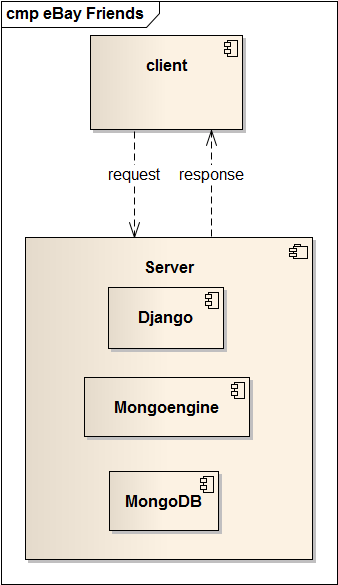 cmp eBay Friends
client
request response
Server
Django
Mongoengine
MongoDB